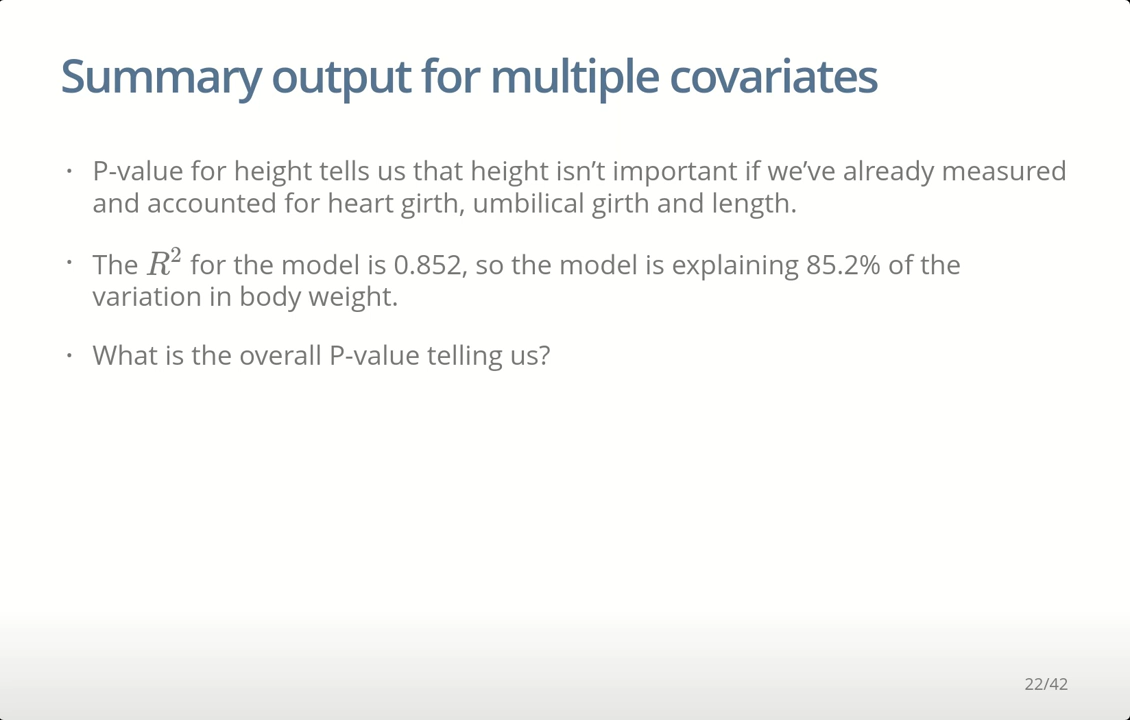 Summary output for multiple covariates
· P-value for height tells us that height isn’t important if we’ve already measured
and accounted for heart girth, umbilical girth and length.
· The R² for the model is 0.852, so the model is explaining 85.2% of the
variation in body weight.
· What is the overall P-value telling us?
22/42